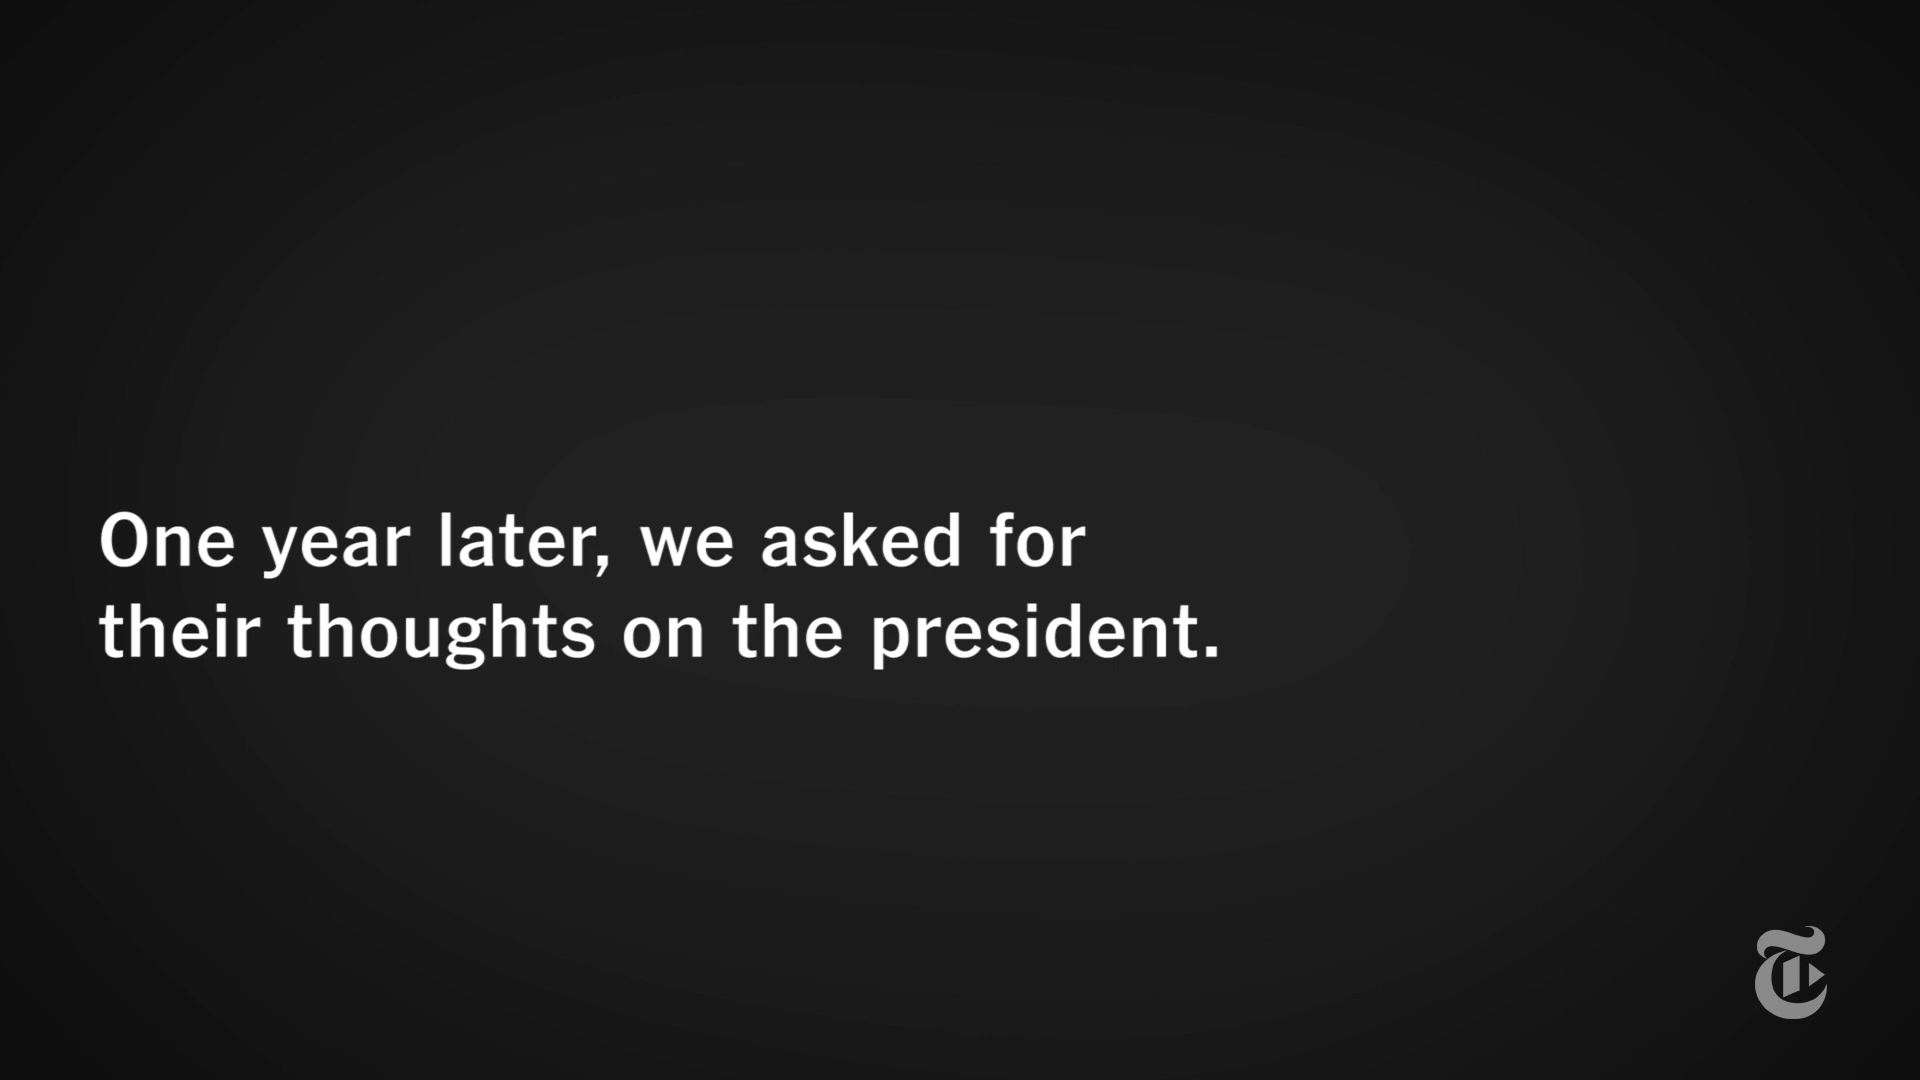 One year later, we asked for
their thoughts on the president.
T